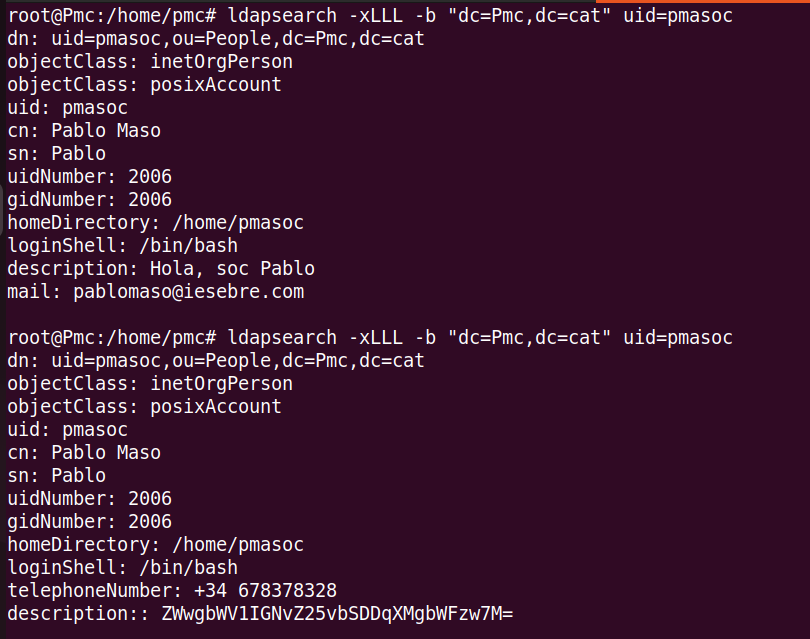 root@Pmc:/home/pmc# ldapsearch -xLLL -b "dc=Pmc,dc=cat" uid=pmasoc
dn: uid=pmasoc,ou=People,dc=Pmc,dc=cat
objectClass: inetOrgPerson
objectClass: posixAccount
uid: pmasoc
cn: Pablo Maso
sn: Pablo
uidNumber: 2006
gidNumber: 2006
homeDirectory: /home/pmasoc
loginShell: /bin/bash
description: Hola, soc Pablo
mail: pablomaso@iesebre.com
root@Pmc:/home/pmc# ldapsearch -xLLL -b "dc=Pmc,dc=cat" uid=pmasoc
dn: uid=pmasoc,ou=People,dc=Pmc,dc=cat
objectClass: inetOrgPerson
objectClass: posixAccount
uid: pmasoc
cn: Pablo Maso
sn: Pablo
uidNumber: 2006
gidNumber: 2006
homeDirectory: /home/pmasoc
loginShell: /bin/bash
telephoneNumber: +34 678378328
description:: ZWwgbWV1IGNvZ25vbSDDqXMgbWFzw7M=